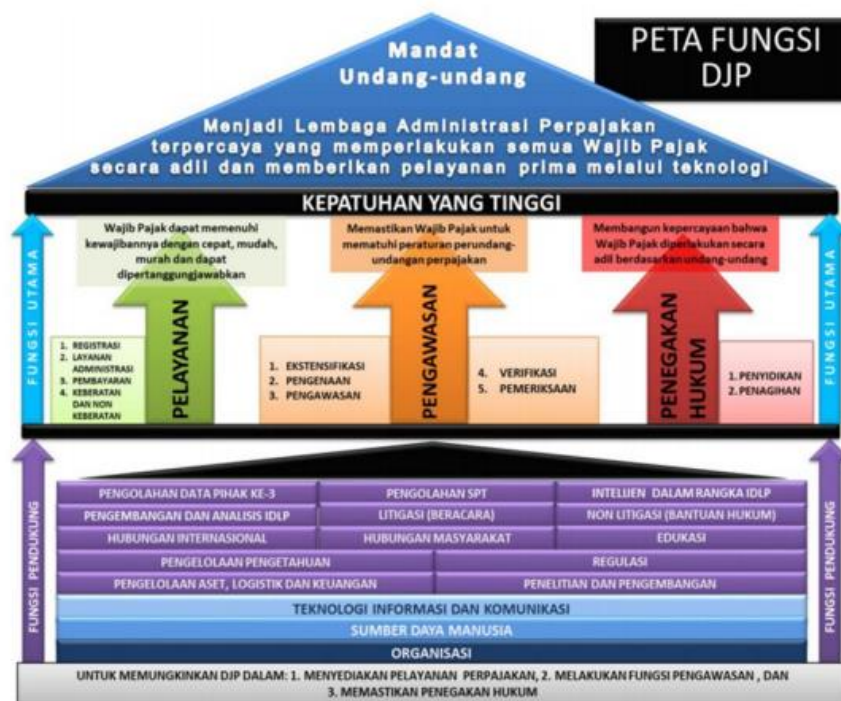 PETA FUNGSI
DJP
Mandat
Undang-undang
Menjadi Lembaga Administrasi Perpajakan
terpercaya yang memperlakukan semua Wajib Pajak
secara adil dan memberikan pelayanan prima melalui teknologi
KEPATUHAN YANG TINGGI
FUNGSI UTAMA
Wajib Pajak dapat memenuhi
kewajibannya dengan cepat, mudah,
murah dan dapat
dipertanggungjawabkan
PELAYANAN
1. REGISTRASI
2. LAYANAN
ADMINISTRASI
3. PEMBAYARAN
4. KEBERATAN
DAN NON
KEBERATAN
Memastikan Wajib Pajak untuk
mematuhi peraturan perundang-
undangan perpajakan
PENGAWASAN
1. EKSTENSIFIKASI
2. PENGENAAN
3. PENGAWASAN
4. VERIFIKASI
5. PEMERIKSAAN
Membangun kepercayaan bahwa
Wajib Pajak diperlakukan secara
adil berdasarkan undang-undang
PENEGAKAN
HUKUM
1. PENYIDIKAN
2. PENAGIHAN
FUNGSI UTAMA
FUNGSI PENDUKUNG
PENGOLAHAN DATA PIHAK KE-3
PENGOLAHAN SPT
INTELIJEN DALAM RANGKA IDLP
PENGEMBANGAN DAN ANALISIS IDLP
LITIGASI (BERACARA)
NON LITIGASI (BANTUAN HUKUM)
HUBUNGAN INTERNASIONAL
HUBUNGAN MASYARAKAT
EDUKASI
PENGELOLAAN PENGETAHUAN
REGULASI
PENGELOLAAN ASET, LOGISTIK DAN KEUANGAN
PENELITIAN DAN PENGEMBANGAN
TEKNOLOGI INFORMASI DAN KOMUNIKASI
SUMBER DAYA MANUSIA
ORGANISASI
FUNGSI PENDUKUNG
UNTUK MEMUNGKINKAN DJP DALAM: 1. MENYEDIAKAN PELAYANAN PERPAJAKAN, 2. MELAKUKAN FUNGSI PENGAWASAN , DAN
3. MEMASTIKAN PENEGAKAN HUKUM